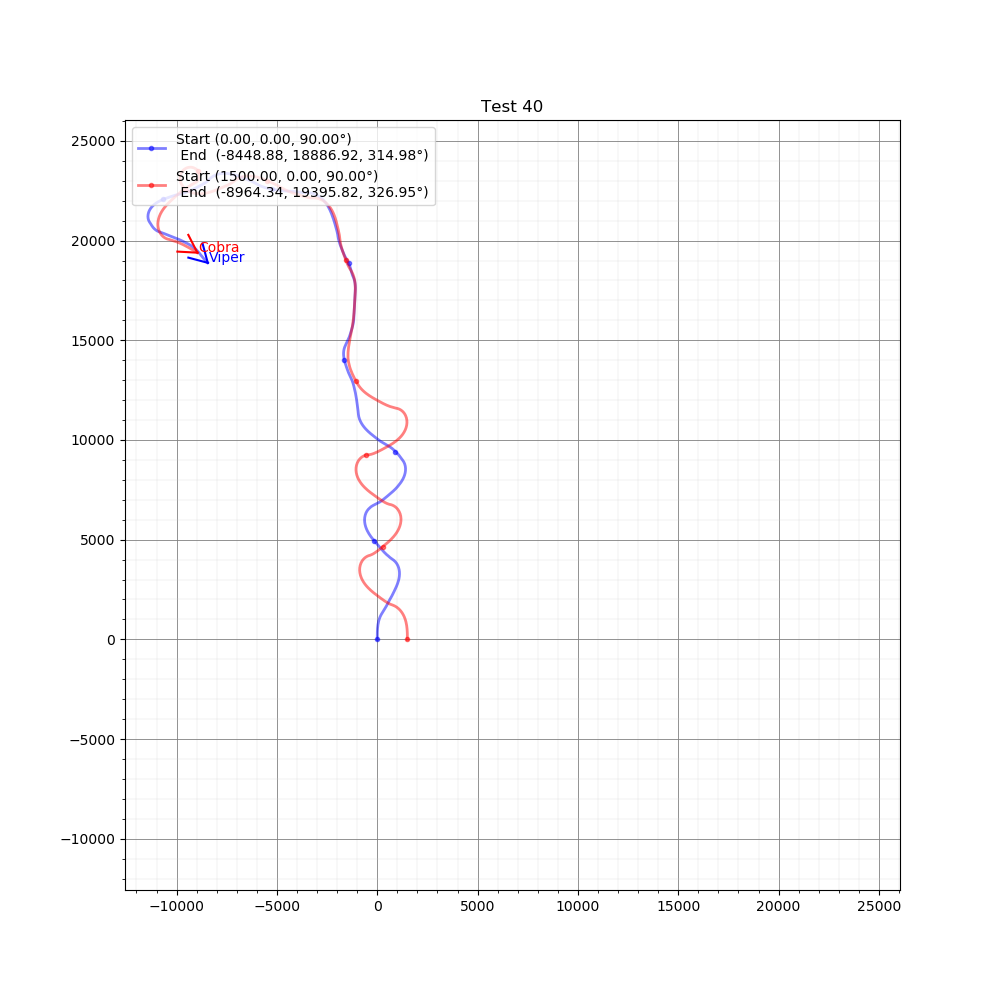 Test 40
Start (0.00, 0.00, 90.00°)
End (-8448.88, 18886.92, 314.98°)
Start (1500.00, 0.00, 90.00°)
End (-8964.34, 19395.82, 326.95°)
Cobra
Viper
25000
20000
15000
10000
5000
0
−5000
−10000
−10000 −5000 0 5000 10000 15000 20000 25000